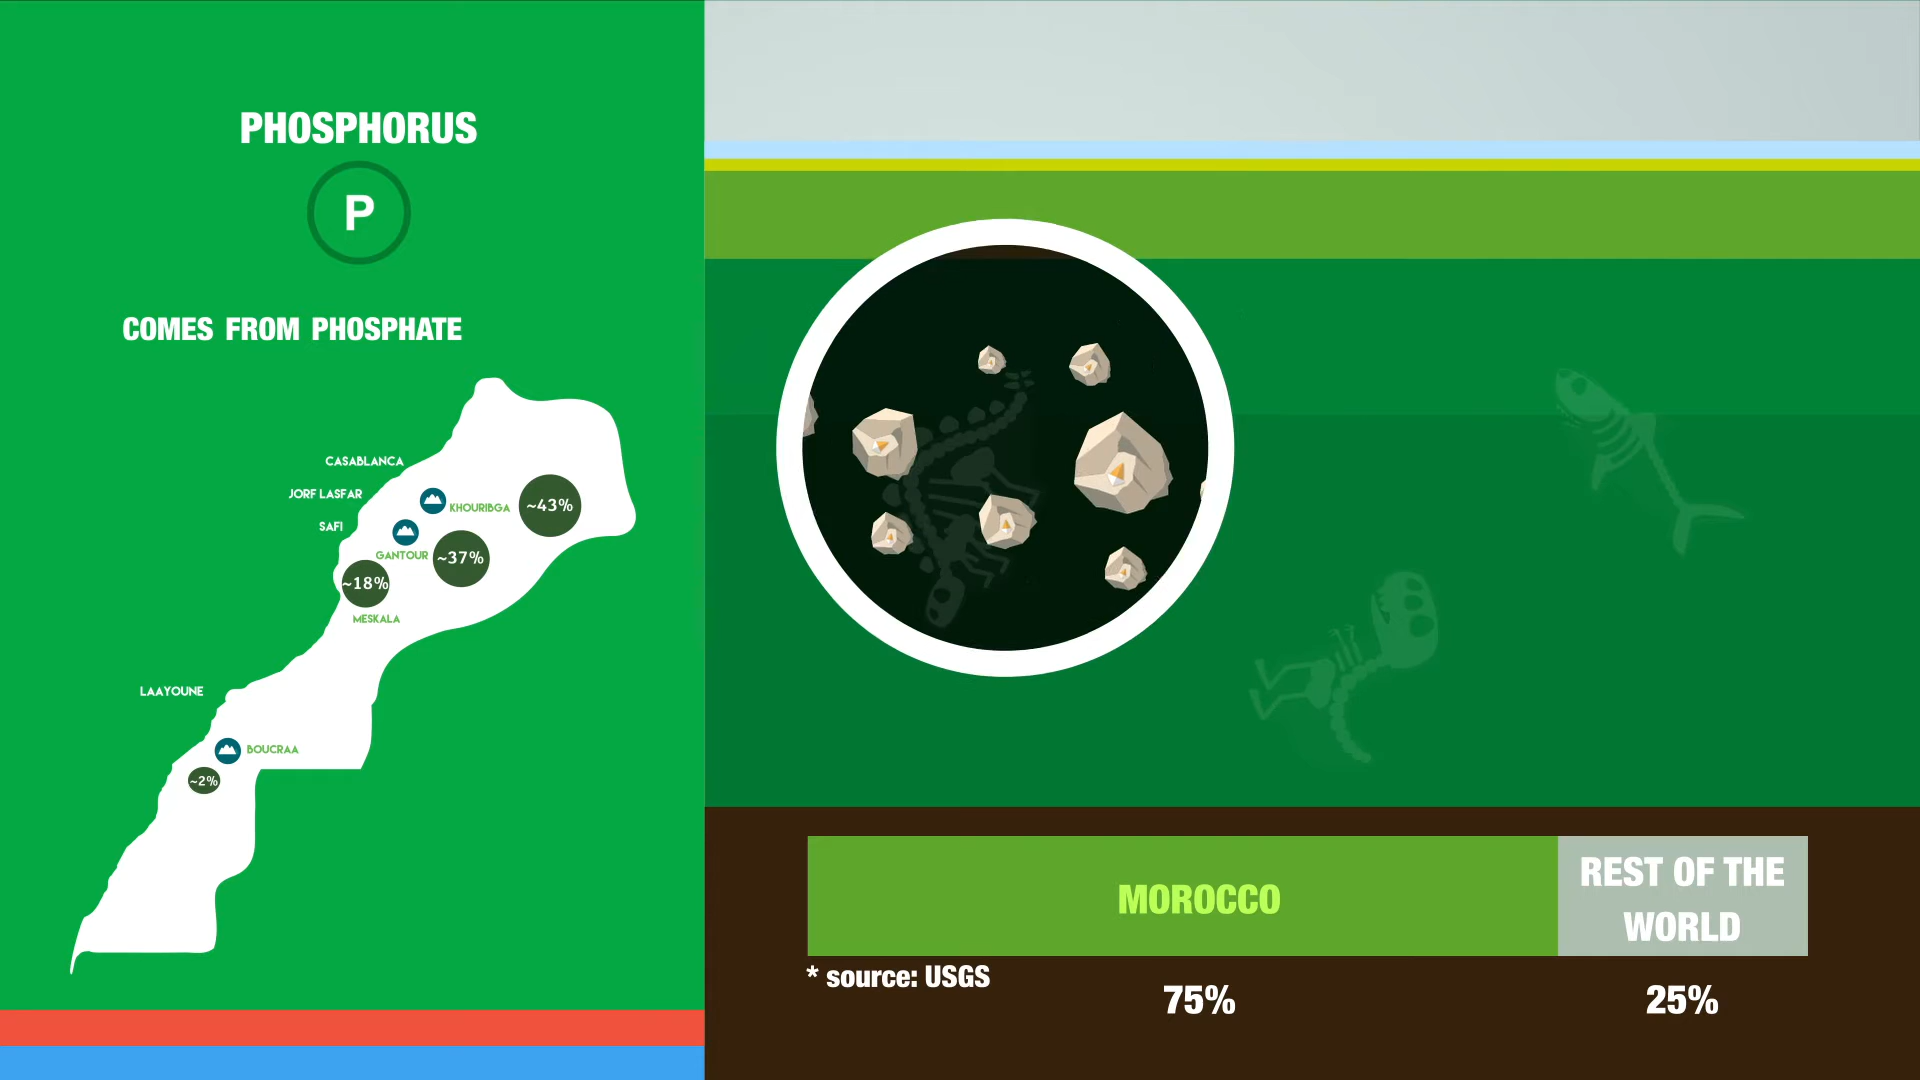 PHOSPHORUS
P
COMES FROM PHOSPHATE
CASABLANCA
JORF LASFAR
SAFI
KHOURIBGA
~43%
GANTOUR
~37%
~18%
MESKALA
LAAYOUNE
BOUCRAA
~2%
MOROCCO
REST OF THE
WORLD
* source: USGS
75%
25%